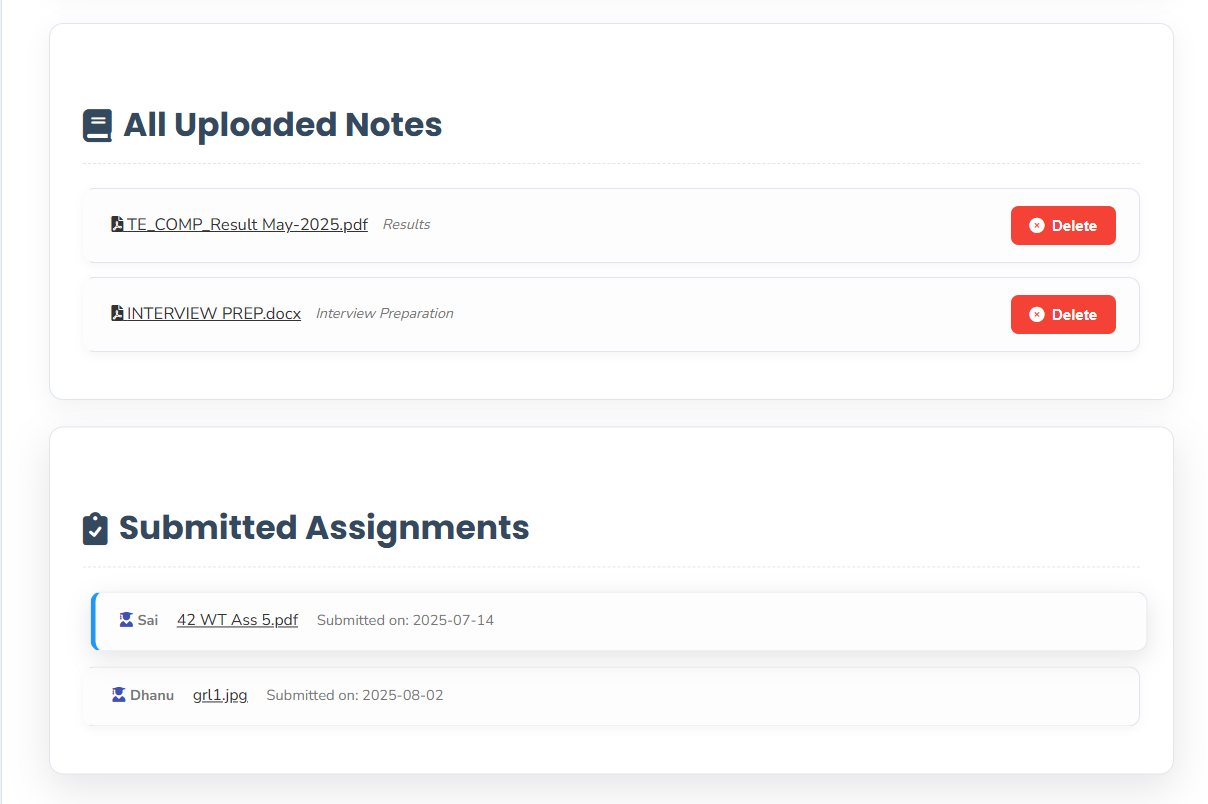 All Uploaded Notes
TE_COMP_Result May-2025.pdf Results Delete
INTERVIEW PREP.docx Interview Preparation Delete
Submitted Assignments
Sai 42 WT Ass 5.pdf Submitted on: 2025-07-14
Dhanu grl1.jpg Submitted on: 2025-08-02